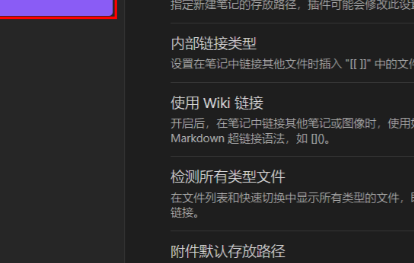 指定新建笔记的存放路径，插件可能会修改此设
内部链接类型
设置在笔记中链接其他文件时插入 "[[ ]]" 中的文件
使用 Wiki 链接
开启后，在笔记中链接其他笔记或图像时，使用
Markdown 超链接语法，如 []()。
检测所有类型文件
在文件列表和快速切换中显示所有类型的文件，
链接。
附件默认存放路径